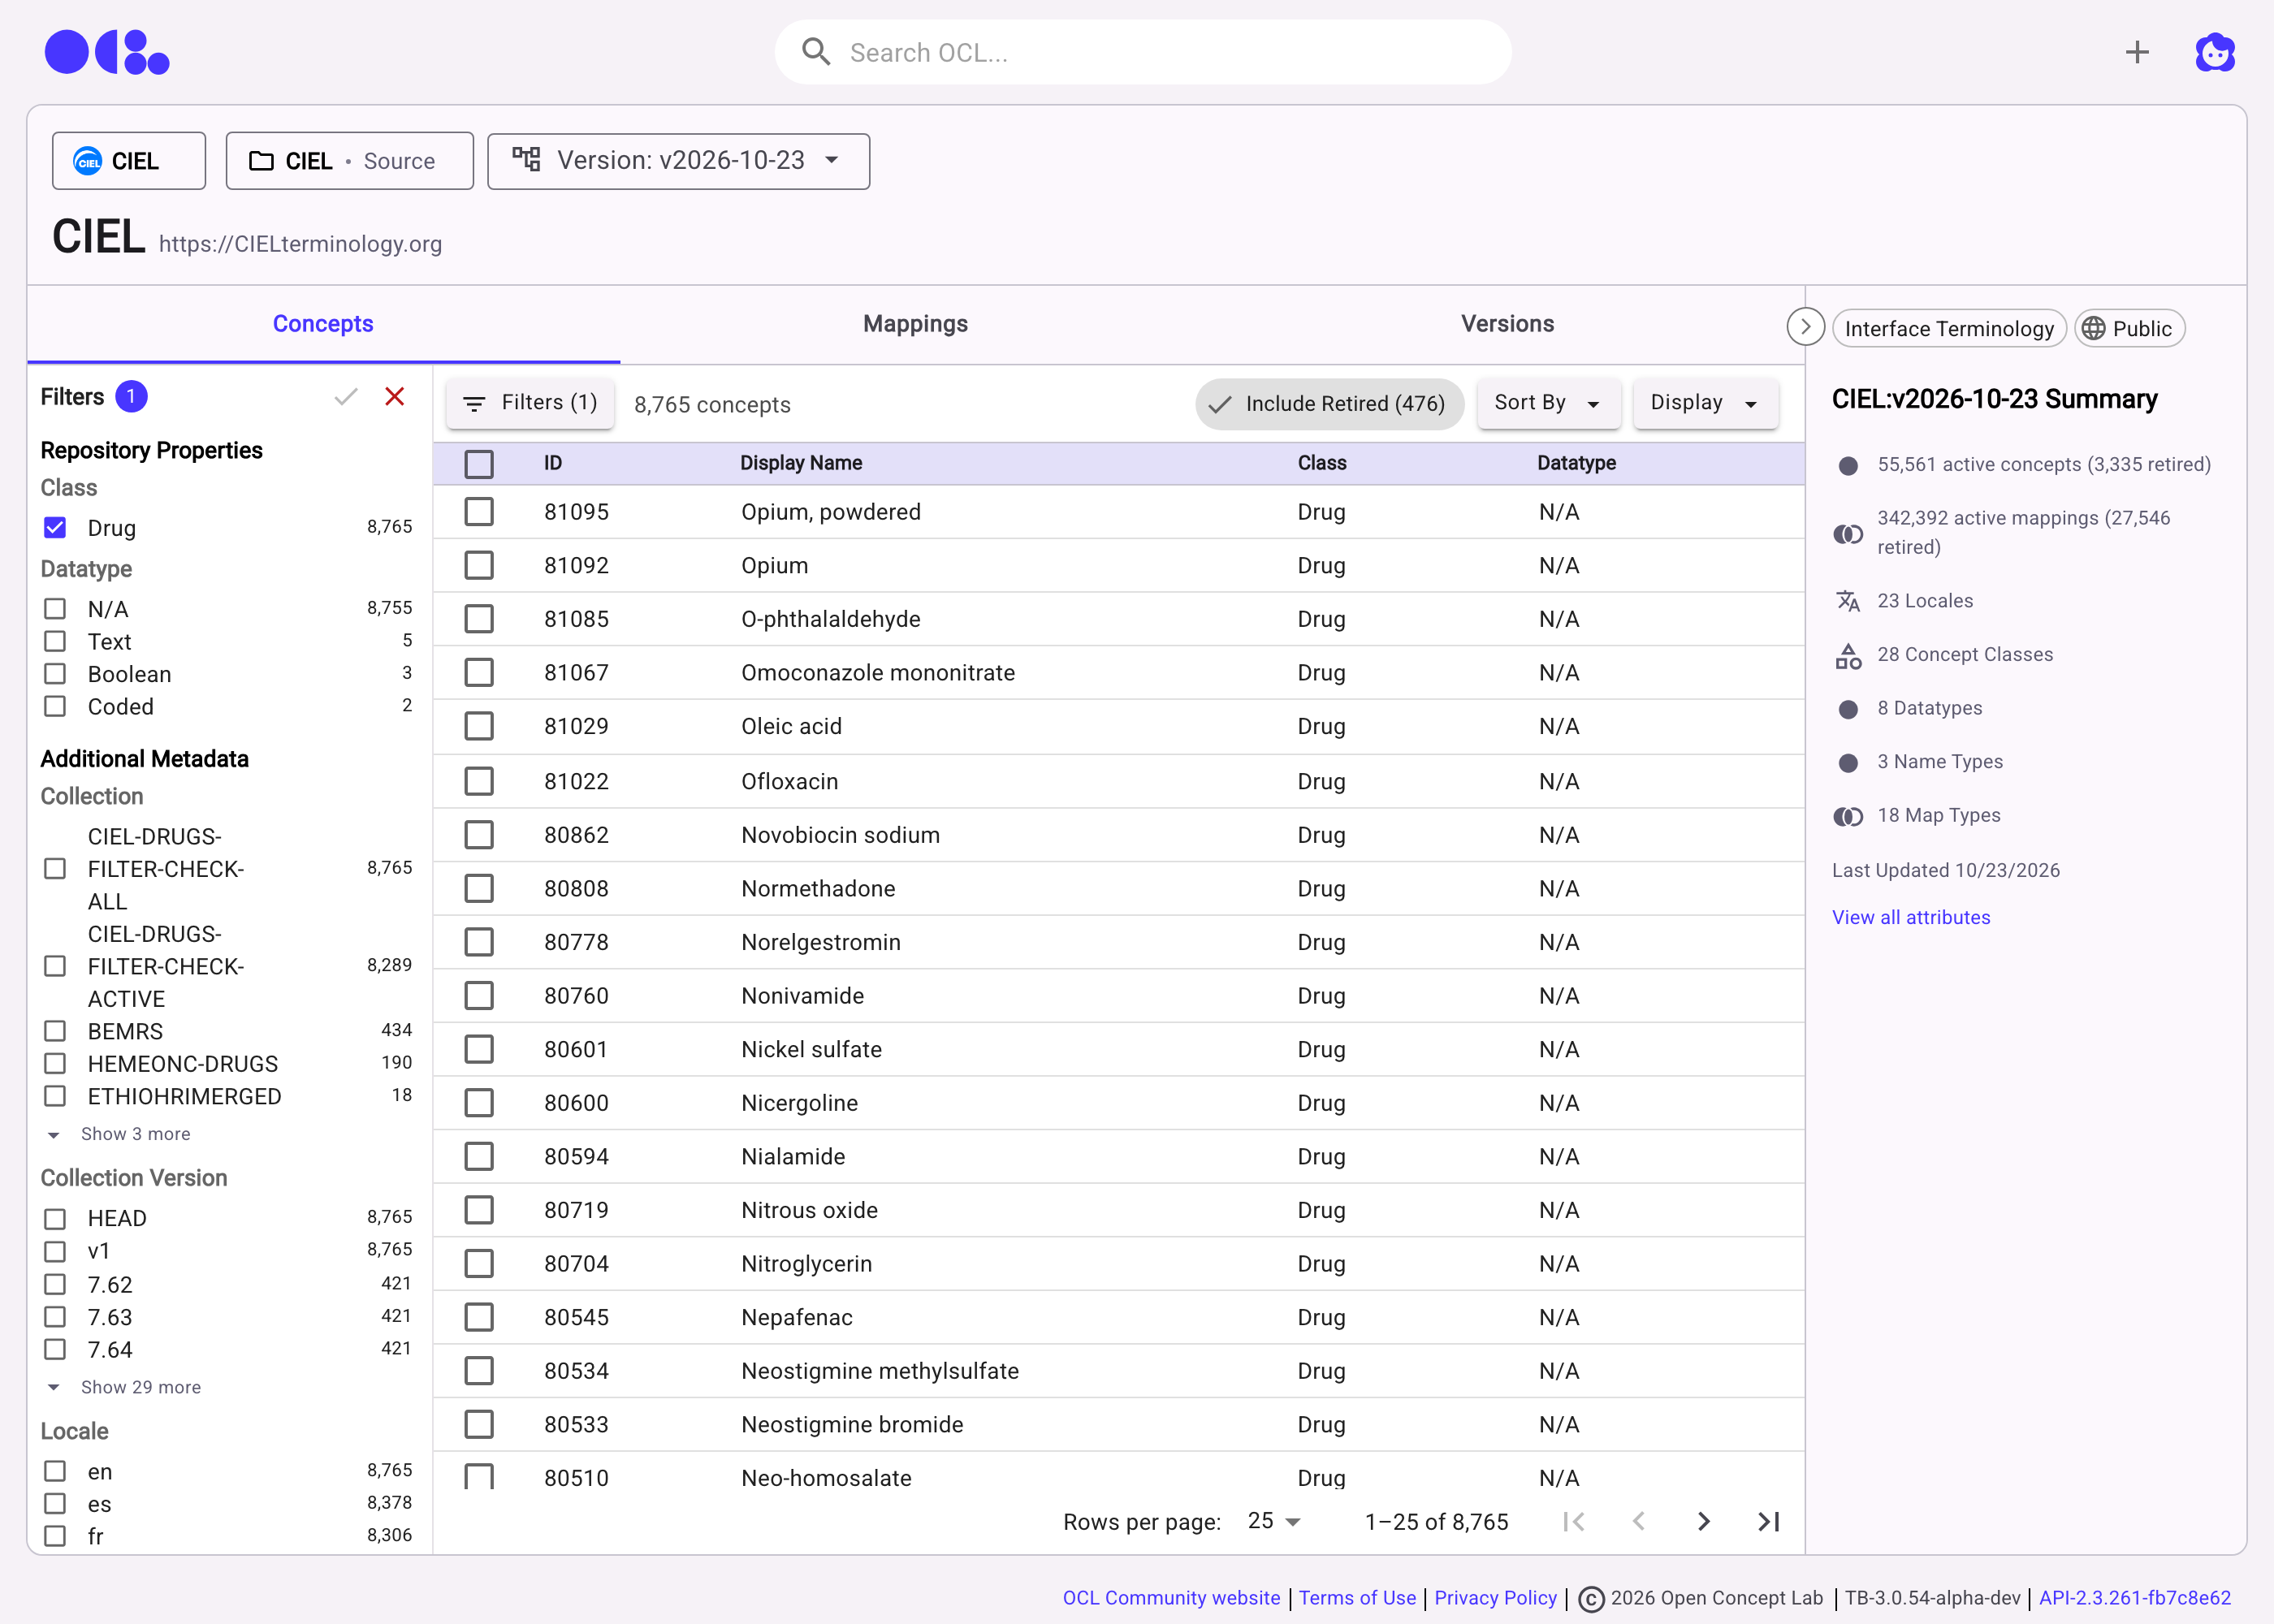 OCL
Search OCL...
CIEL CIEL
CIEL • Source
Version: v2026-10-23
CIEL https://CIELterminology.org
Concepts
Mappings
Versions
Filters 1
Repository Properties
Class
Drug 8,765
Datatype
N/A 8,755
Text 5
Boolean 3
Coded 2
Additional Metadata
Collection
CIEL-DRUGS-
FILTER-CHECK- 8,765
ALL
CIEL-DRUGS-
FILTER-CHECK- 8,289
ACTIVE
BEMRS 434
HEMEONC-DRUGS 190
ETHIOHRIMERGED 18
Show 3 more
Collection Version
HEAD 8,765
v1 8,765
7.62 421
7.63 421
7.64 421
Show 29 more
Locale
en 8,765
es 8,378
fr 8,306
Filters (1) 8,765 concepts Include Retired (476) Sort By Display
ID Display Name Class Datatype
81095 Opium, powdered Drug N/A
81092 Opium Drug N/A
81085 O-phthalaldehyde Drug N/A
81067 Omoconazole mononitrate Drug N/A
81029 Oleic acid Drug N/A
81022 Ofloxacin Drug N/A
80862 Novobiocin sodium Drug N/A
80808 Normethadone Drug N/A
80778 Norelgestromin Drug N/A
80760 Nonivamide Drug N/A
80601 Nickel sulfate Drug N/A
80600 Nicergoline Drug N/A
80594 Nialamide Drug N/A
80719 Nitrous oxide Drug N/A
80704 Nitroglycerin Drug N/A
80545 Nepafenac Drug N/A
80534 Neostigmine methylsulfate Drug N/A
80533 Neostigmine bromide Drug N/A
80510 Neo-homosalate Drug N/A
Rows per page: 25 1–25 of 8,765
Interface Terminology Public
CIEL:v2026-10-23 Summary
55,561 active concepts (3,335 retired)
342,392 active mappings (27,546
retired)
23 Locales
28 Concept Classes
8 Datatypes
3 Name Types
18 Map Types
Last Updated 10/23/2026
View all attributes
OCL Community website | Terms of Use | Privacy Policy | © 2026 Open Concept Lab | TB-3.0.54-alpha-dev | API-2.3.261-fb7c8e62